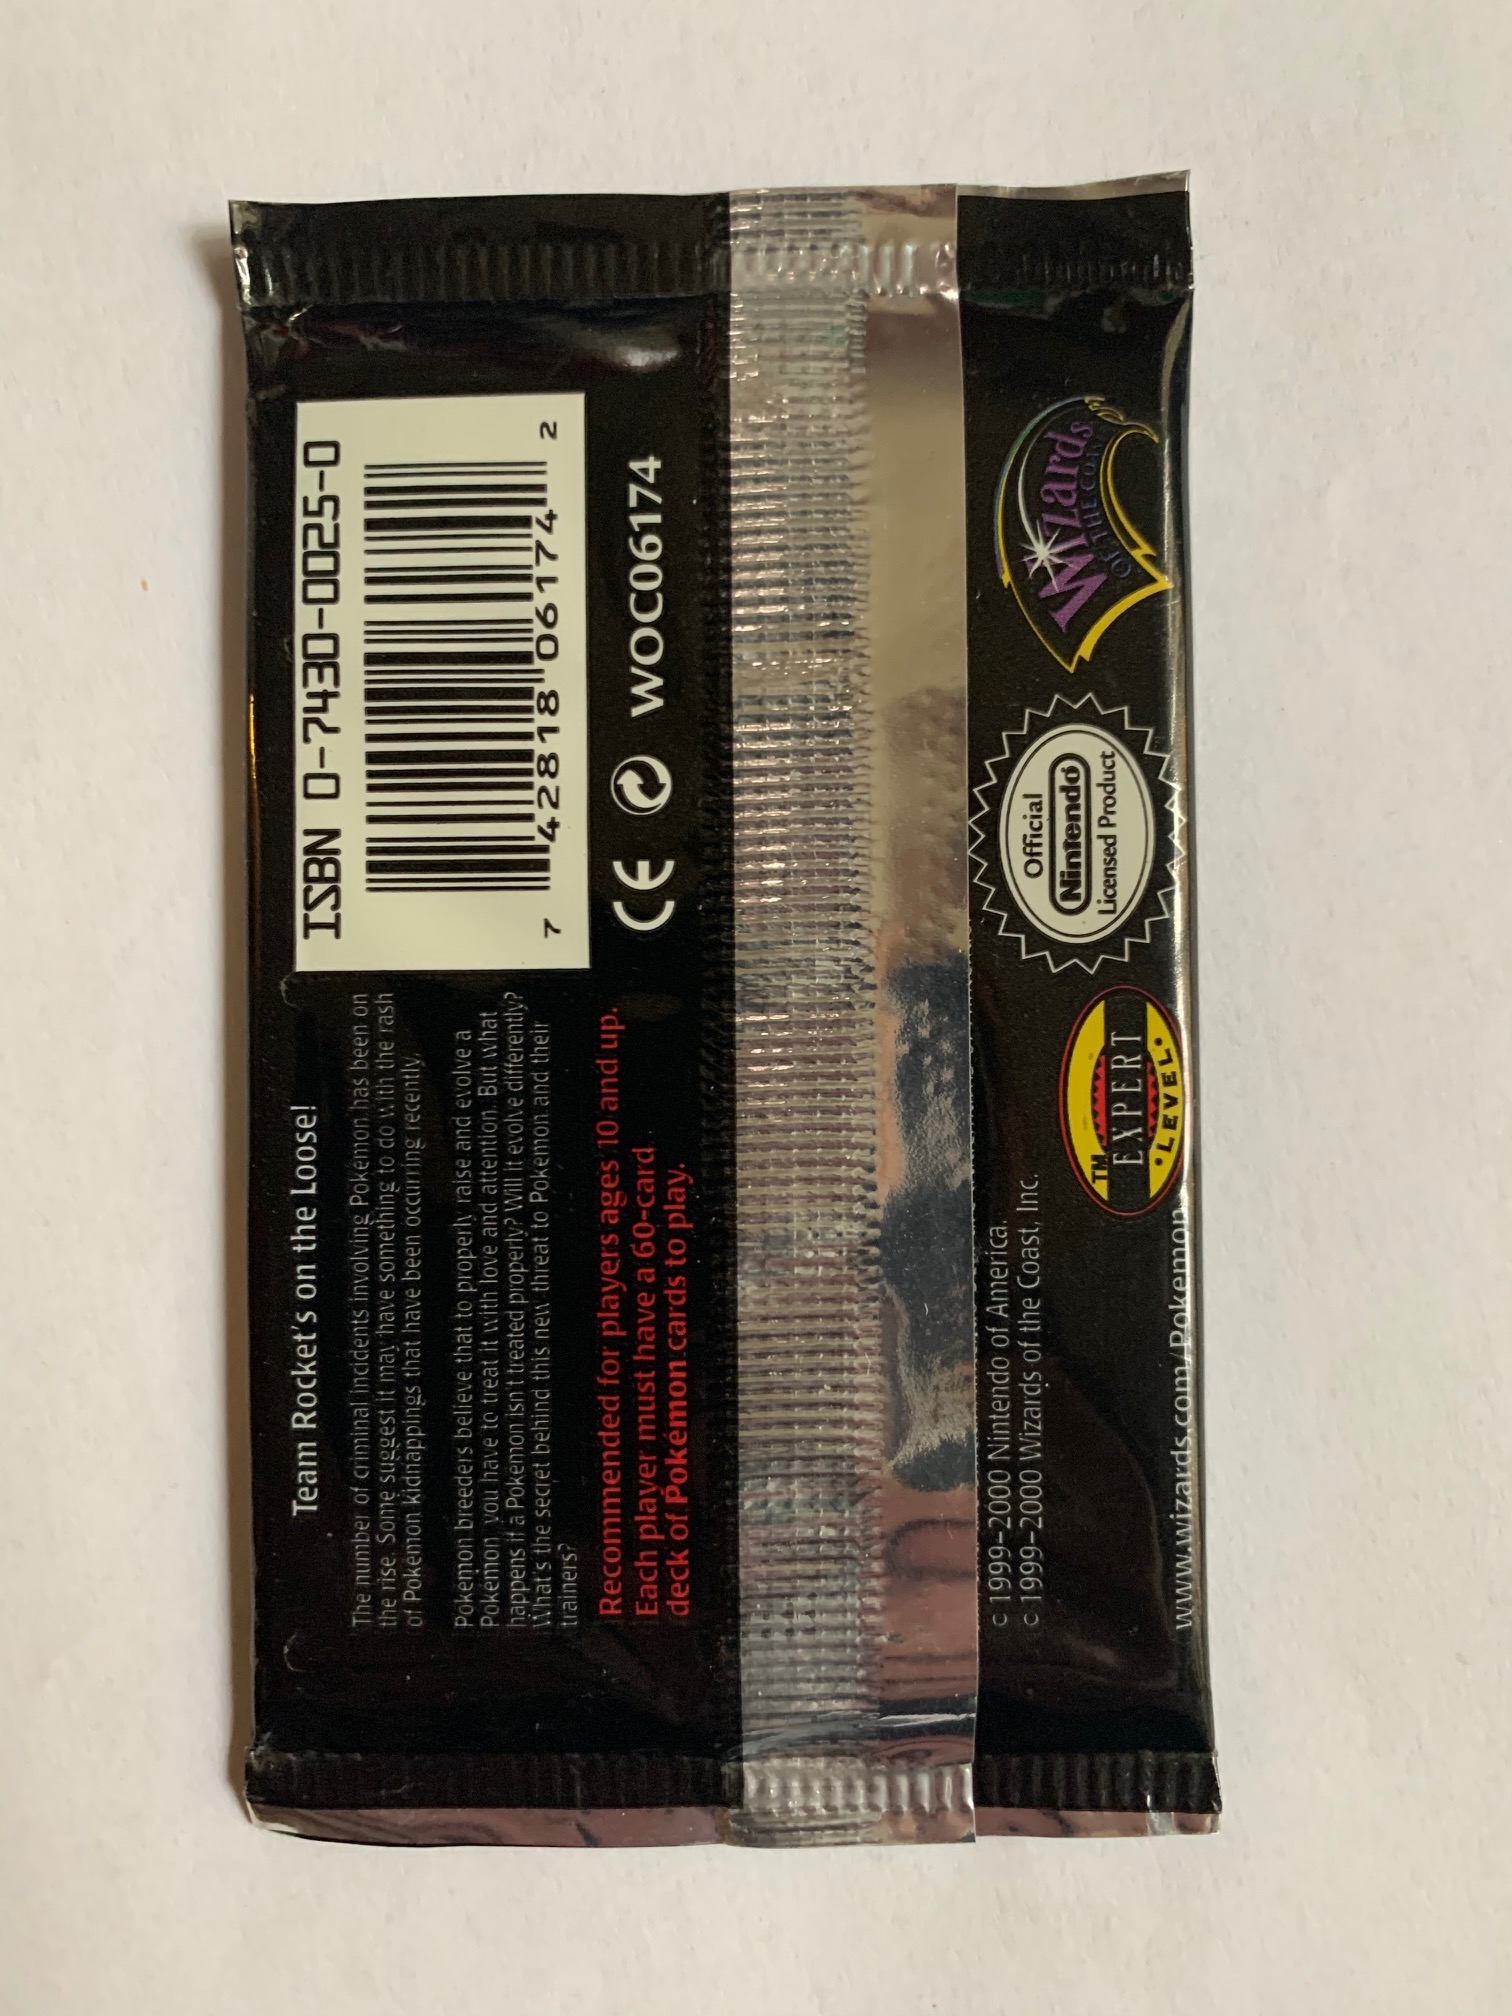 Team Rocket's on the Loose!
The number of criminal incidents involving Pokémon has been on
the rise. Some suggest it may have something to do with the rash
of Pokémon kidnappings that have been occurring recently.
Pokémon breeders believe that to properly raise and evolve a
Pokémon, you have to treat it with love and attention. But what
happens if a Pokémon isn't treated properly? Will it evolve differently?
What's the secret behind this new threat to Pokémon and their
trainers?
Recommended for players ages 10 and up.
Each player must have a 60-card
deck of Pokémon cards to play.
ISBN 0-7430-0025-0
7 42818 06174 2
CE WOC06174
c 1999-2000 Nintendo of America.
c 1999-2000 Wizards of the Coast, Inc.
www.wizards.com/Pokemon
TM
EXPERT
•LEVEL•
Official
Nintendo
Licensed Product
Wizards
OF THE COAST